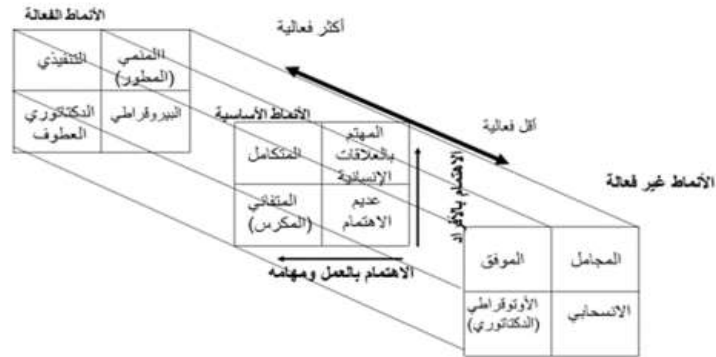 الأنماط الفعالة
أكثر فعالية
المنمي
(المطور)
التنفيذي
البيروقراطي
الدكتاتوري
العطوف
الأنماط الأساسية
أقل فعالية
المهتم
بالعلاقات
الإنسانية
المتكامل
عديم
الاهتمام
المتفاني
(المكرس)
الاهتمام بالأفراد
الاهتمام بالعمل ومهامه
الأنماط غير فعالة
المجامل
الموفق
الانسحابي
الأوتوقراطي
(الدكتاتوري)